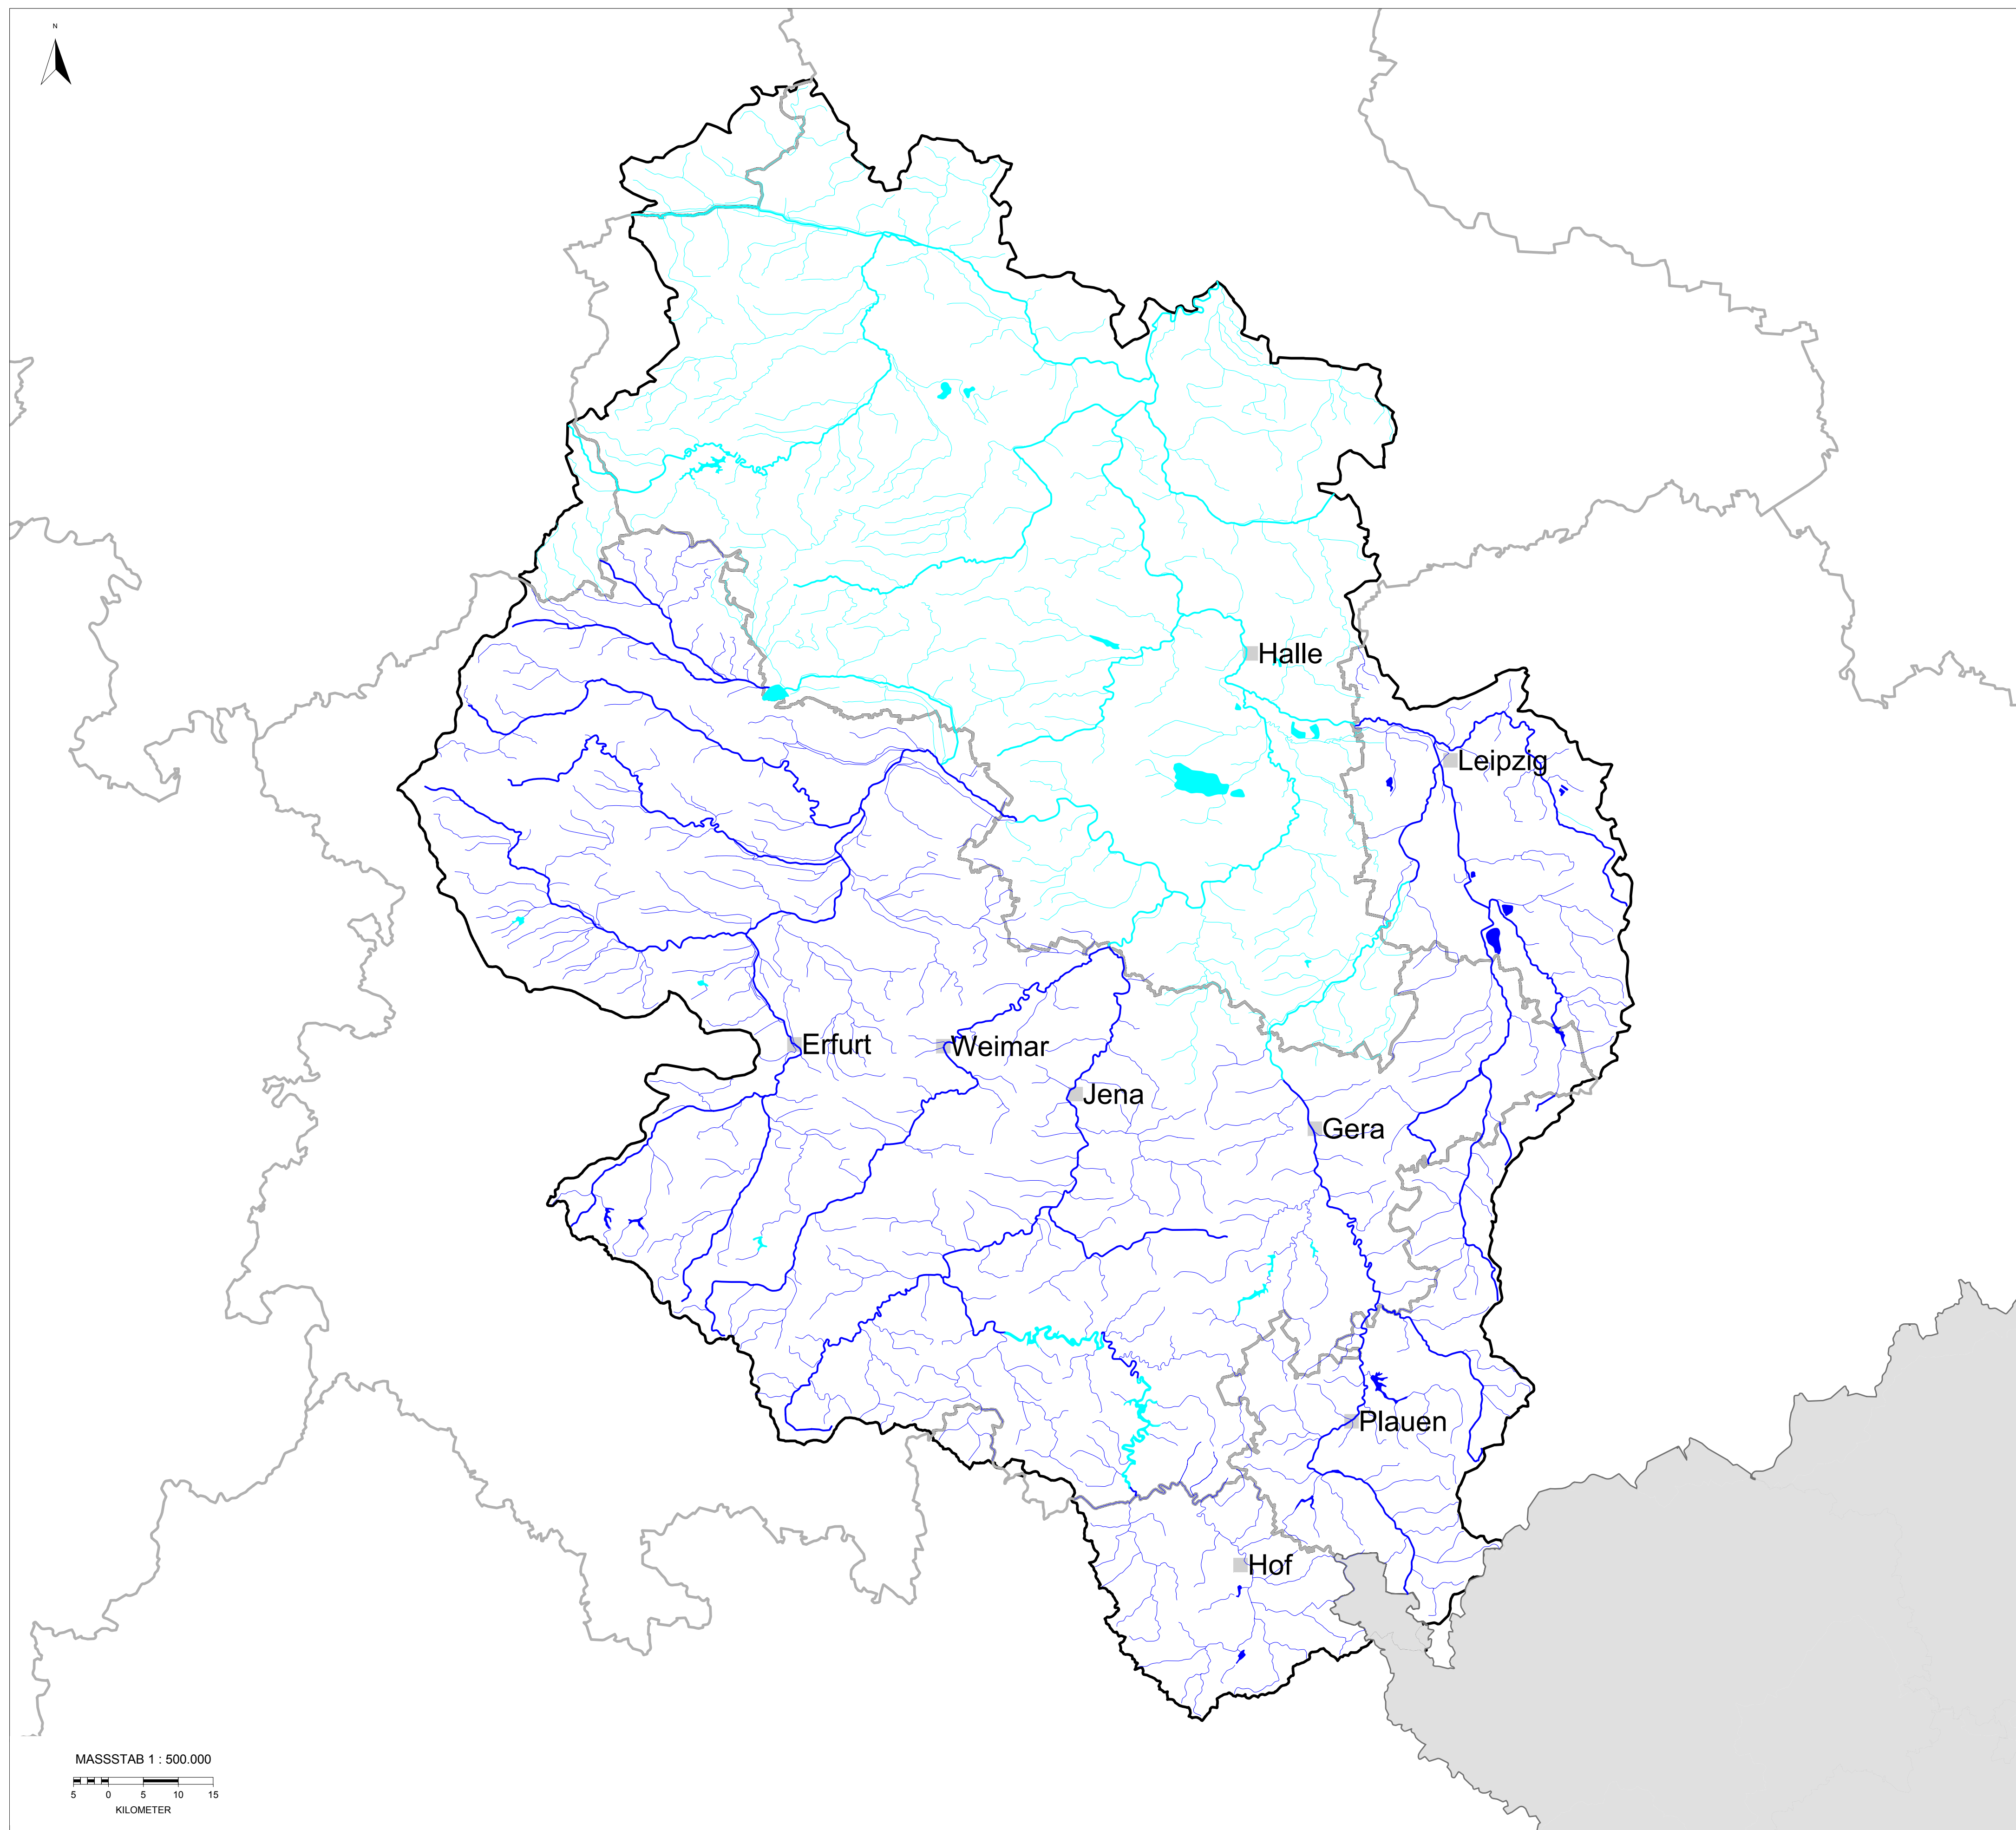 N
Halle
Leipzig
Erfurt
Weimar
Jena
Gera
Plauen
Hof
MASSSTAB 1 : 500.000
5 0 5 10 15
KILOMETER